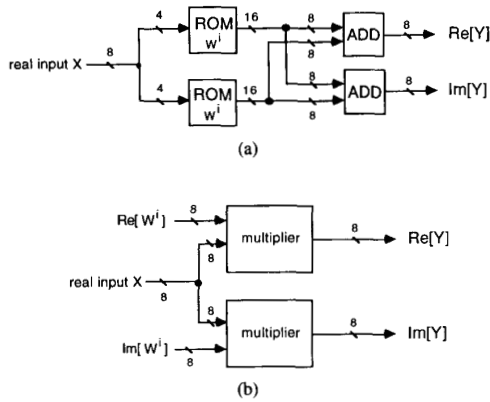 4 ROM W^i 16 8 ADD 8 Re[Y]
8
real input X 8
8
4 ROM W^i 16 8 ADD 8 Im[Y]
(a)
Re[W^i] 8 multiplier 8 Re[Y]
8
real input X 8
8
multiplier 8 Im[Y]
Im[W^i] 8
(b)